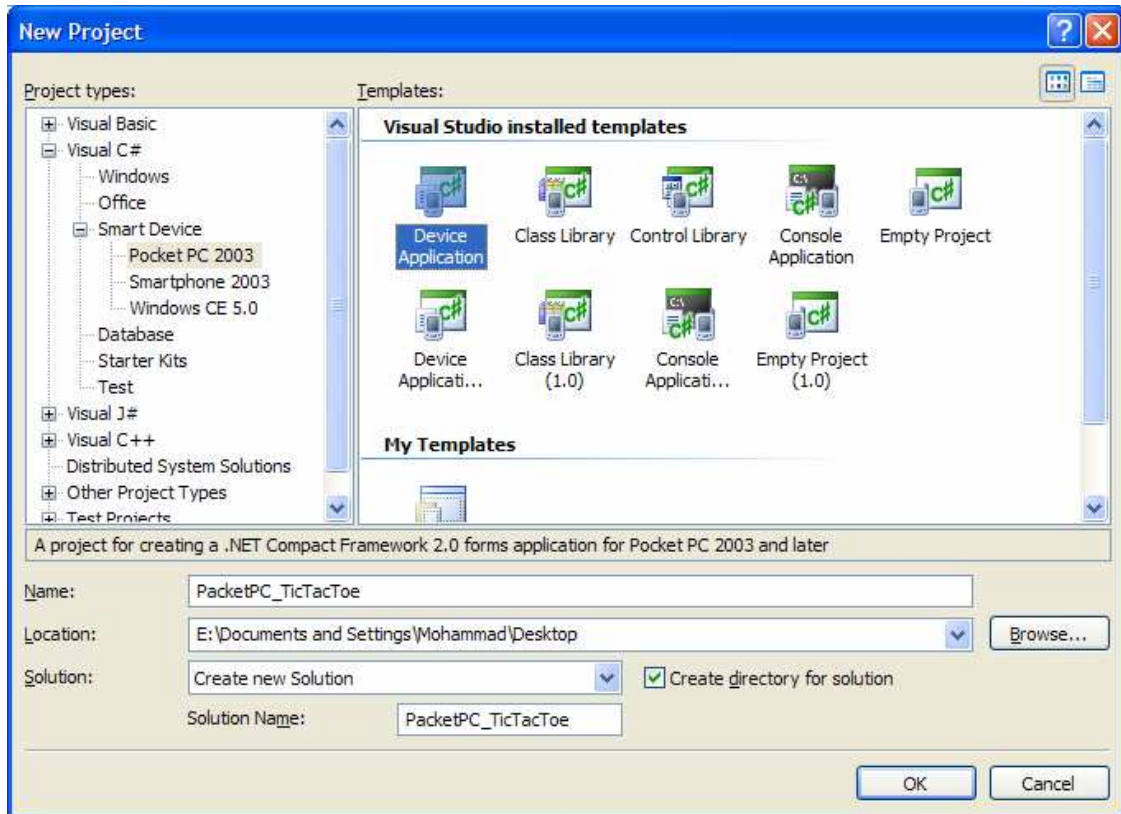 New Project
Project types:
Templates:
Visual Basic
Visual C#
Windows
Office
Smart Device
Pocket PC 2003
Smartphone 2003
Windows CE 5.0
Database
Starter Kits
Test
Visual J#
Visual C++
Distributed System Solutions
Other Project Types
Test Projects
Visual Studio installed templates
Device Application
Class Library
Control Library
Console Application
Empty Project
Device Applicati...
Class Library (1.0)
Console Applicati...
Empty Project (1.0)
My Templates
A project for creating a .NET Compact Framework 2.0 forms application for Pocket PC 2003 and later
Name:
PacketPC_TicTacToe
Location:
E:\Documents and Settings\Mohammad\Desktop
Browse...
Solution:
Create new Solution
Create directory for solution
Solution Name:
PacketPC_TicTacToe
OK
Cancel